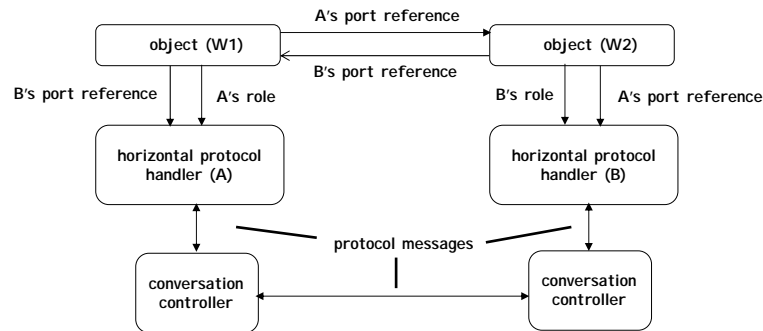 A's port reference
object (W1)
object (W2)
B's port reference
B's port reference
A's role
B's role
A's port reference
horizontal protocol
handler (A)
horizontal protocol
handler (B)
protocol messages
conversation
controller
conversation
controller